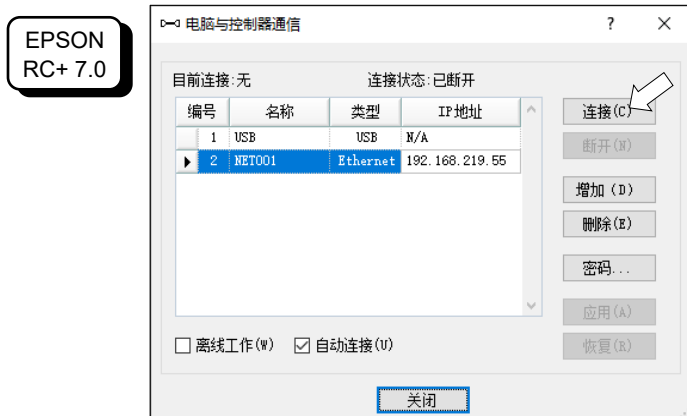 EPSON
RC+ 7.0
电脑与控制器通信
?
目前连接:无 连接状态:已断开
编号 名称 类型 IP地址
1 USB USB N/A
2 NET001 Ethernet 192.168.219.55
连接(C)
断开(N)
增加 (D)
删除(E)
密码...
应用(A)
恢复(R)
离线工作(W) 自动连接(U)
关闭